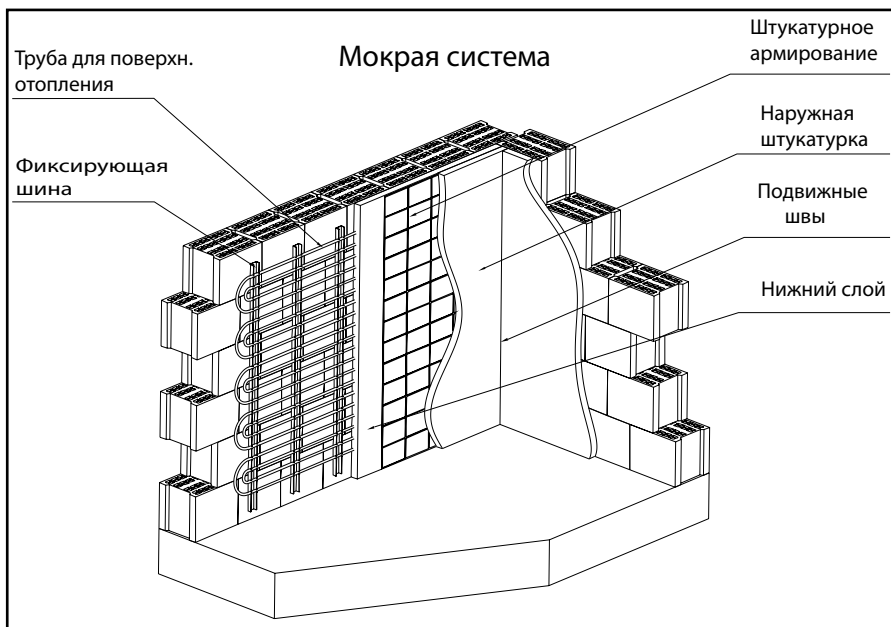 Мокрая система
Труба для поверхн.
отопления
Фиксирующая
шина
Штукатурное
армирование
Наружная
штукатурка
Подвижные
швы
Нижний слой